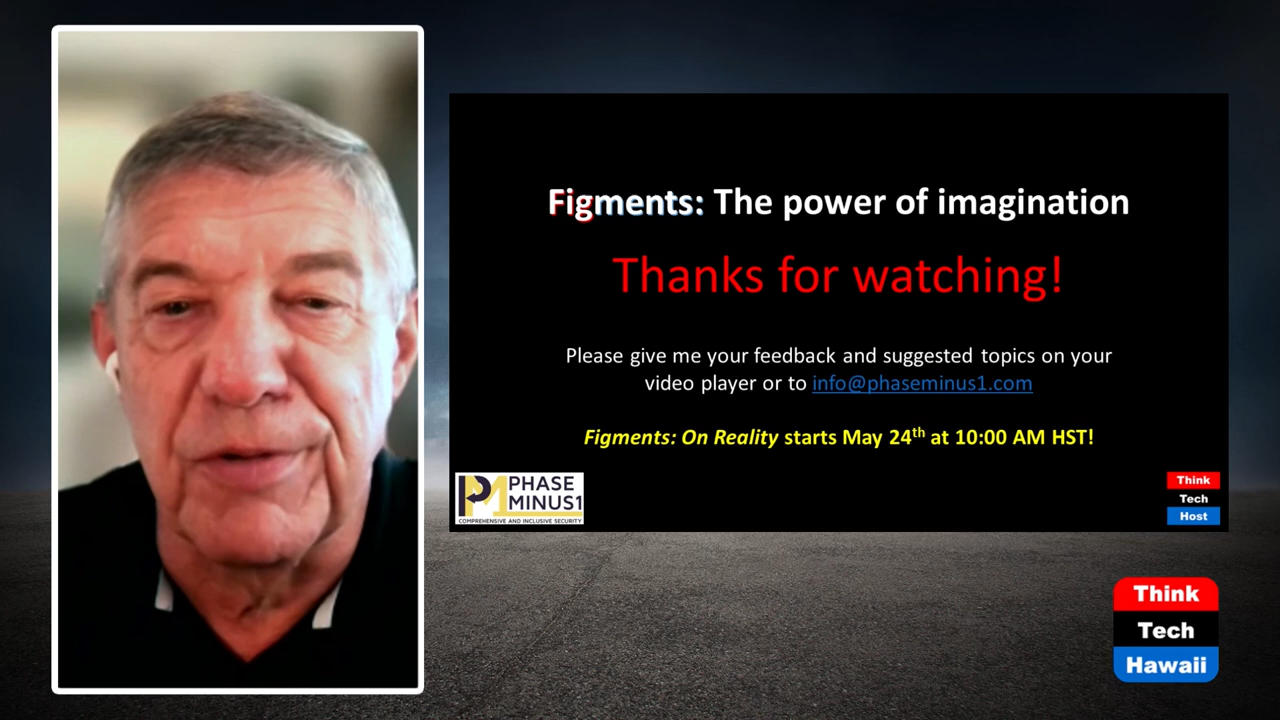 Figments: The power of imagination
Thanks for watching!
Please give me your feedback and suggested topics on your
video player or to info@phaseminus1.com
Figments: On Reality starts May 24th at 10:00 AM HST!
P1
PHASE
MINUS1
COMPREHENSIVE AND INCLUSIVE SECURITY
Think
Tech
Host
Think
Tech
Hawaii